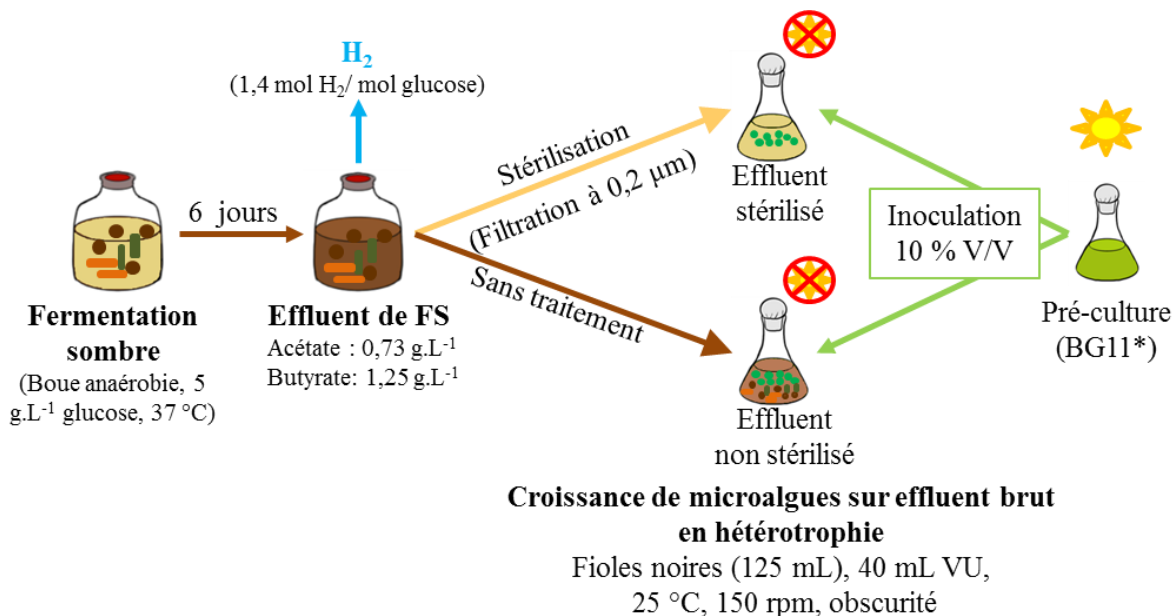 H₂
(1,4 mol H₂/ mol glucose)
6 jours
Fermentation
sombre
(Boue anaérobie, 5
g.L⁻¹ glucose, 37 °C)
Effluent de FS
Acétate : 0,73 g.L⁻¹
Butyrate: 1,25 g.L⁻¹
Stérilisation
(Filtration à 0,2 µm)
Sans traitement
Effluent
stérilisé
Effluent
non stérilisé
Inoculation
10 % V/V
Pré-culture
(BG11*)
Croissance de microalgues sur effluent brut
en hétérotrophie
Fioles noires (125 mL), 40 mL VU,
25 °C, 150 rpm, obscurité